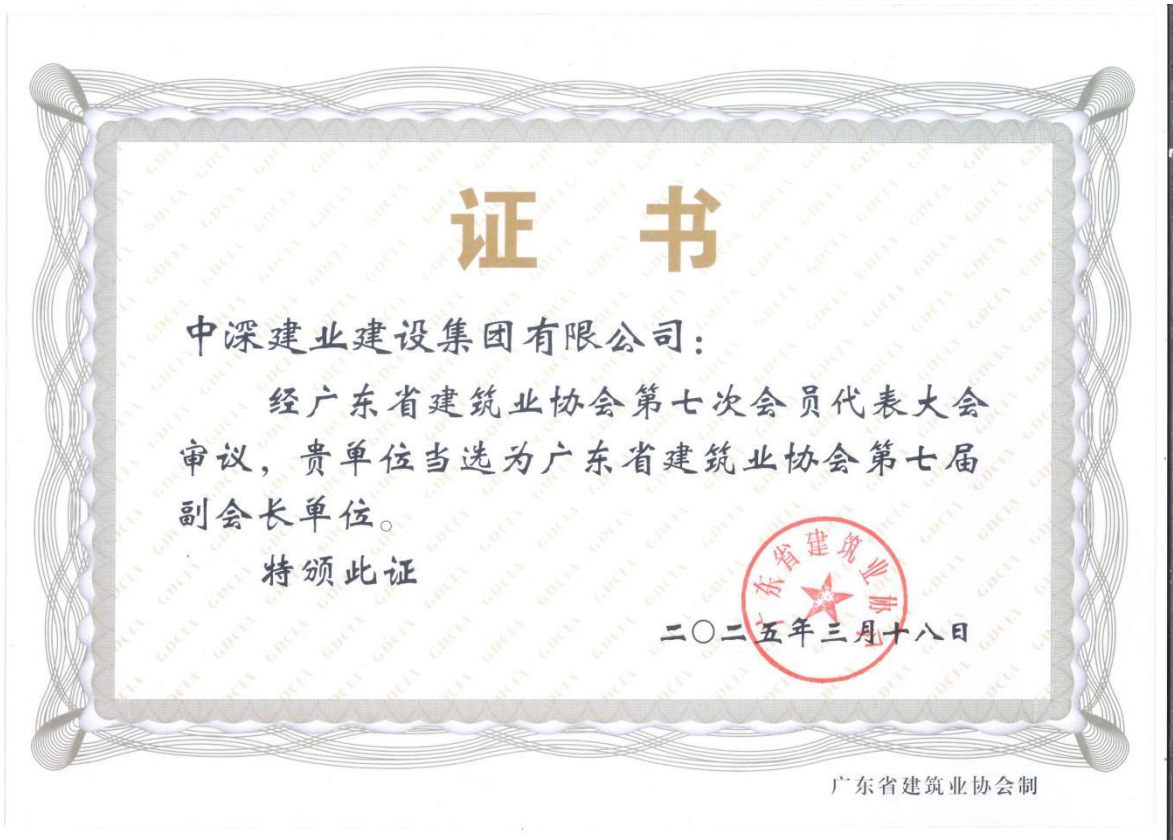 证 书
中深建业建设集团有限公司：
经广东省建筑业协会第七次会员代表大会
审议，贵单位当选为广东省建筑业协会第七届
副会长单位。
特颁此证
广东省建筑业协会
二〇二五年三月十八日
广东省建筑业协会制